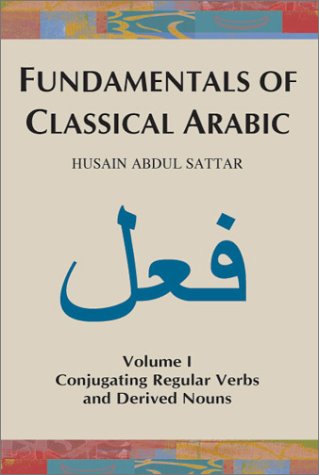 FUNDAMENTALS OF
CLASSICAL ARABIC
HUSAIN ABDUL SATTAR
فعل
Volume I
Conjugating Regular Verbs
and Derived Nouns